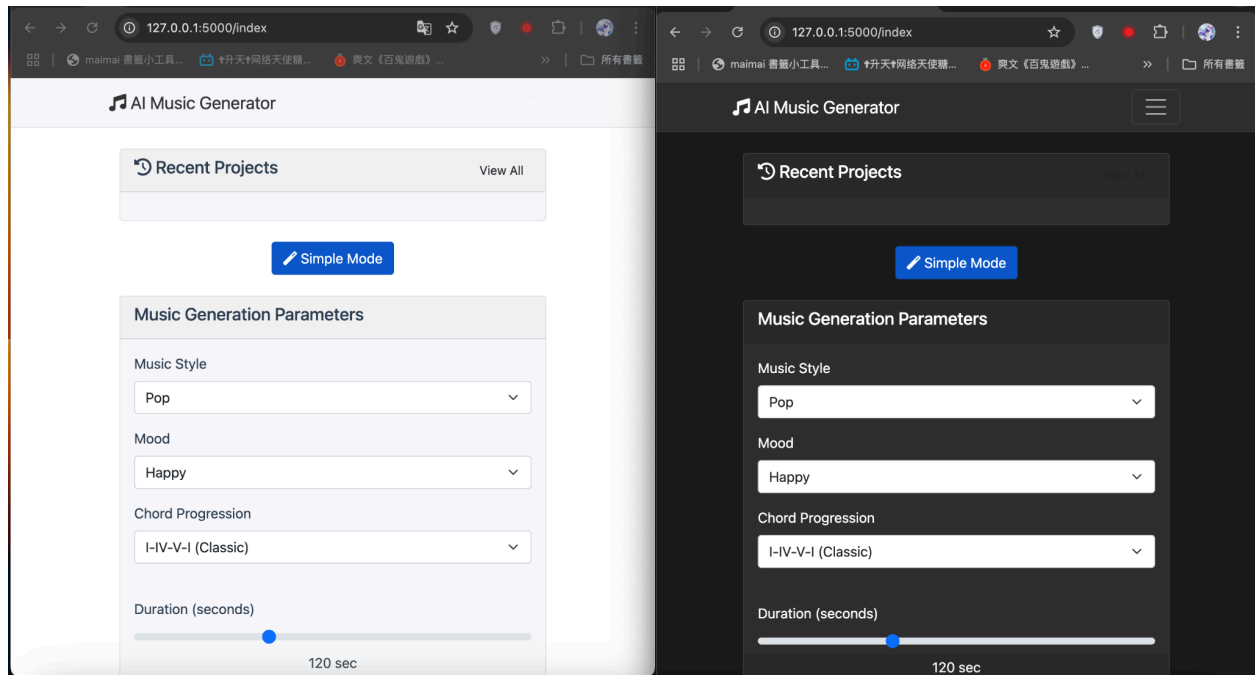 127.0.0.1:5000/index
maimai 書籤小工具...
✝升天✝网络天使糖...
爽文《百鬼遊戲》...
»
所有書籤
AI Music Generator
Recent Projects
View All
Simple Mode
Music Generation Parameters
Music Style
Pop
Mood
Happy
Chord Progression
I-IV-V-I (Classic)
Duration (seconds)
120 sec
127.0.0.1:5000/index
maimai 書籤小工具...
✝升天✝网络天使糖...
爽文《百鬼遊戲》...
»
所有書籤
AI Music Generator
Recent Projects
View All
Simple Mode
Music Generation Parameters
Music Style
Pop
Mood
Happy
Chord Progression
I-IV-V-I (Classic)
Duration (seconds)
120 sec